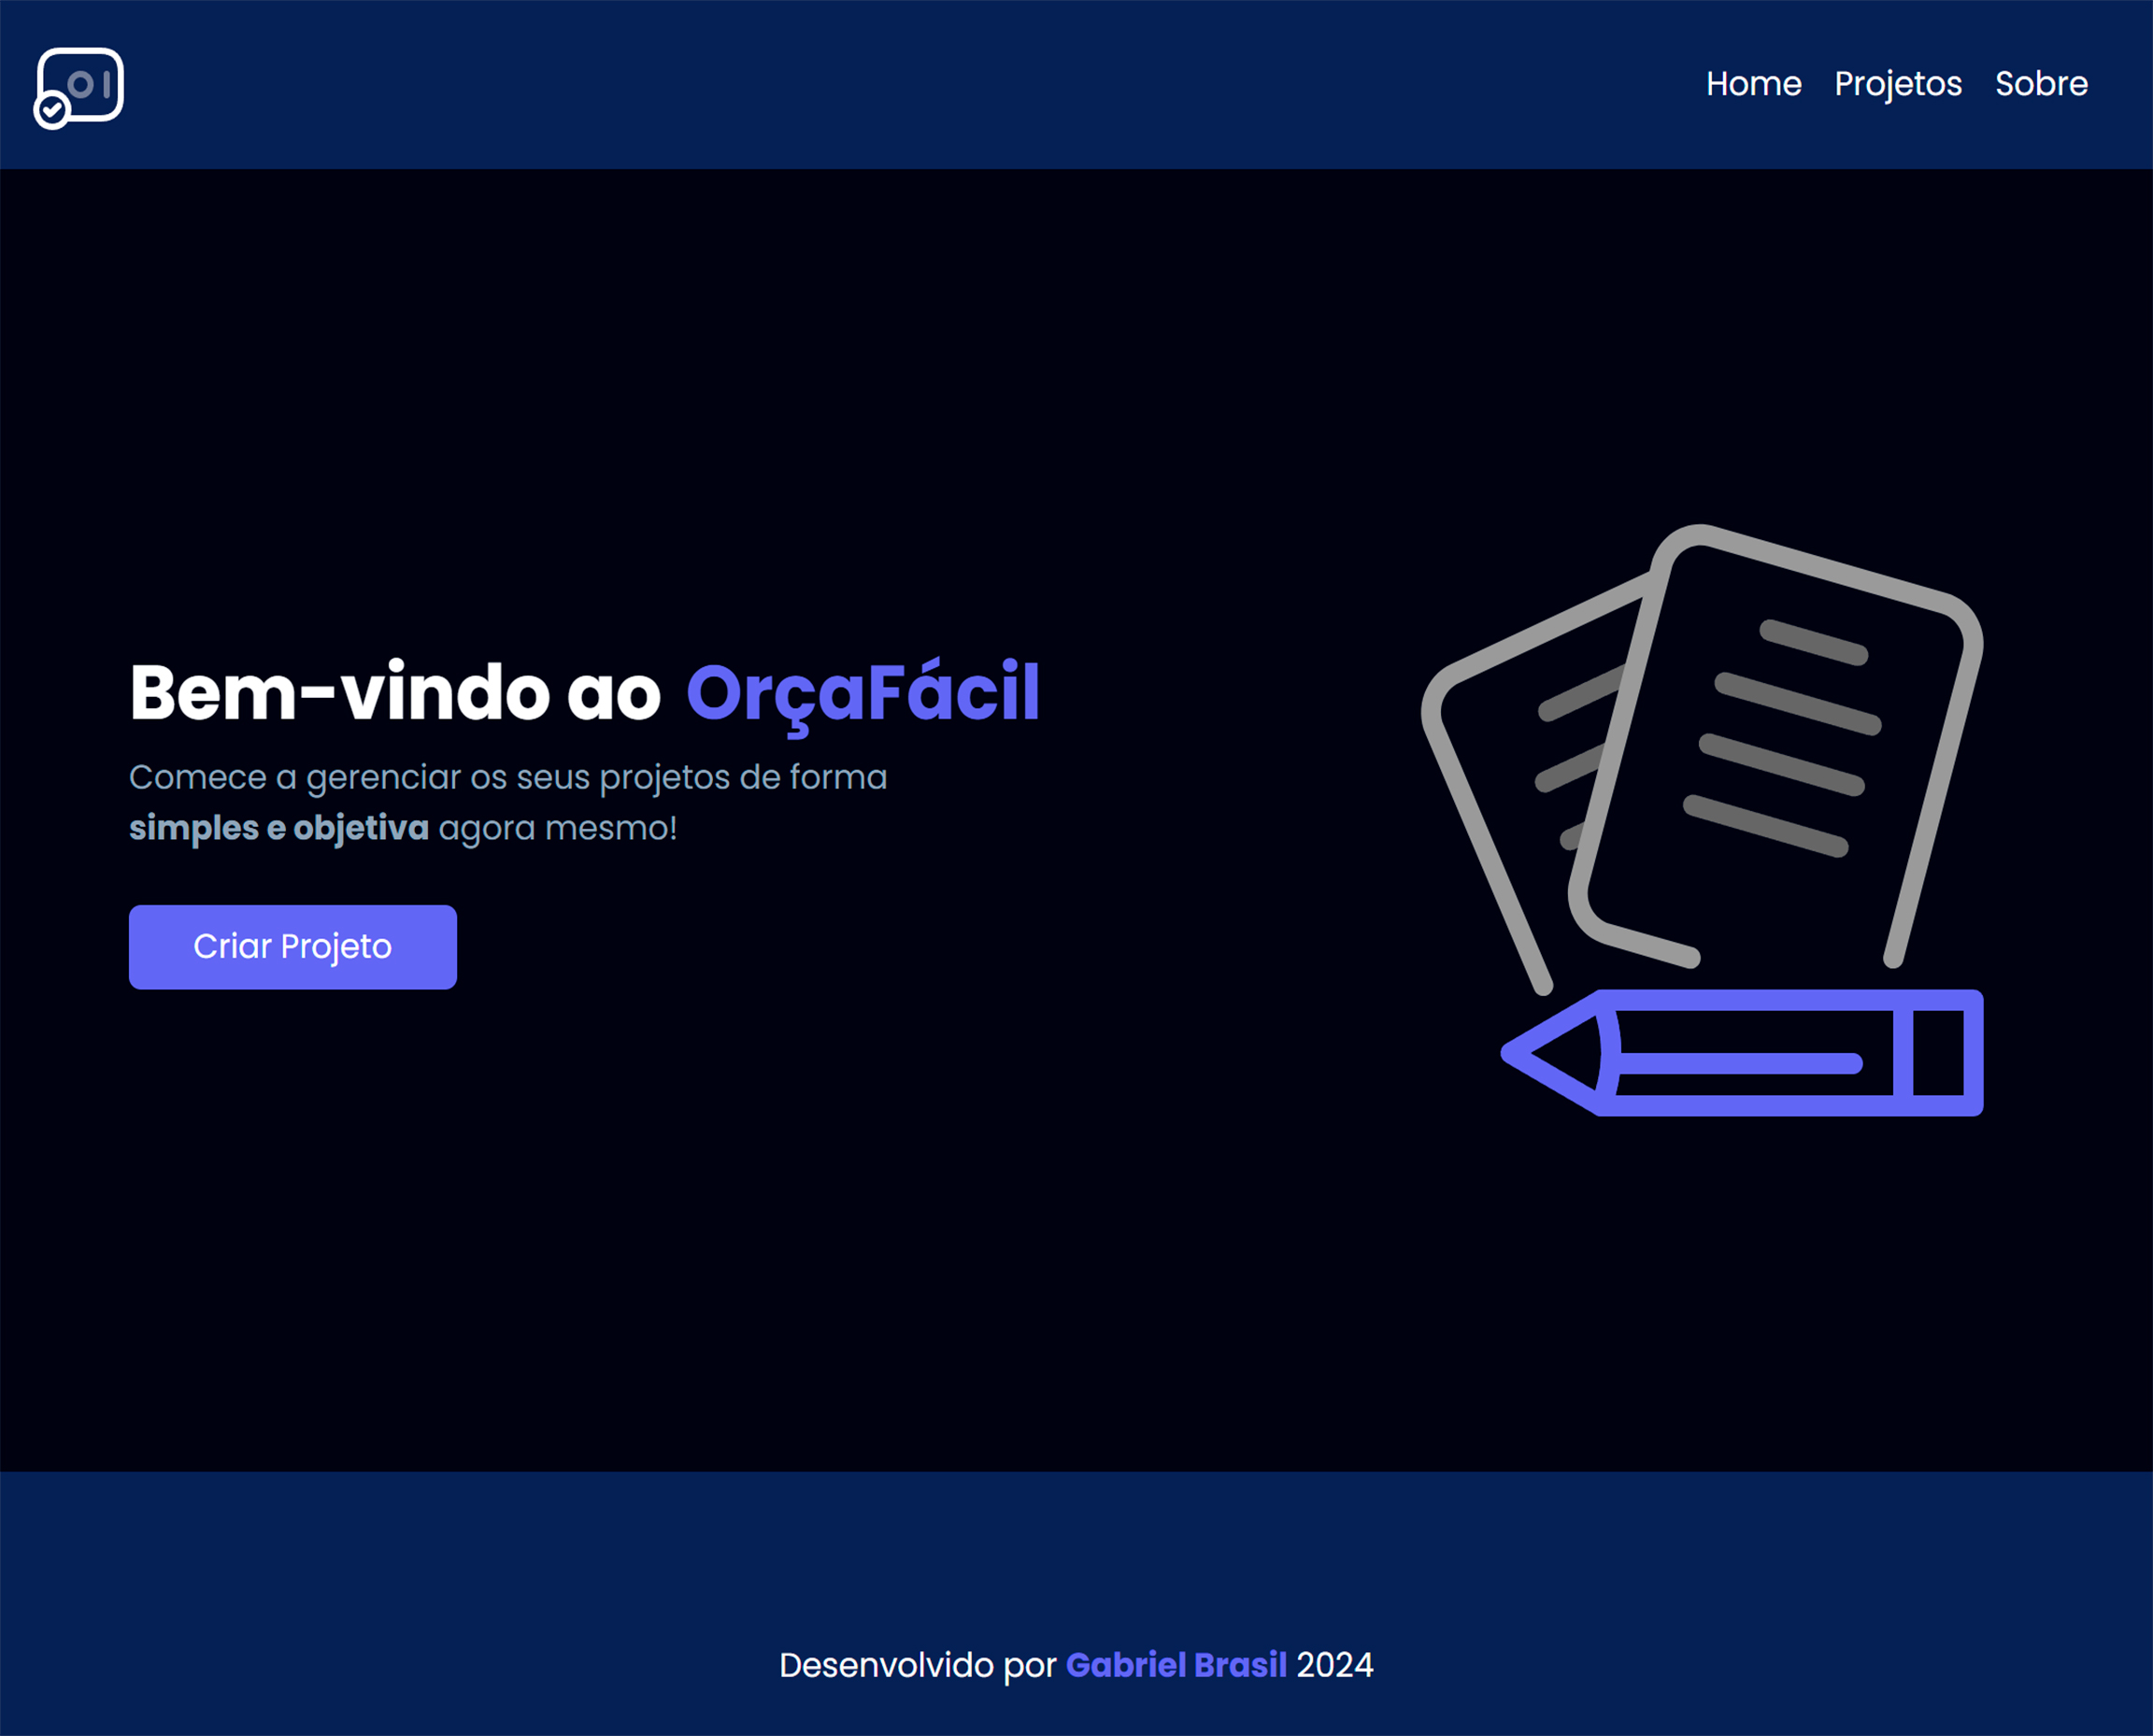 Home Projetos Sobre
Bem-vindo ao OrçaFácil
Comece a gerenciar os seus projetos de forma
simples e objetiva agora mesmo!
Criar Projeto
Desenvolvido por Gabriel Brasil 2024